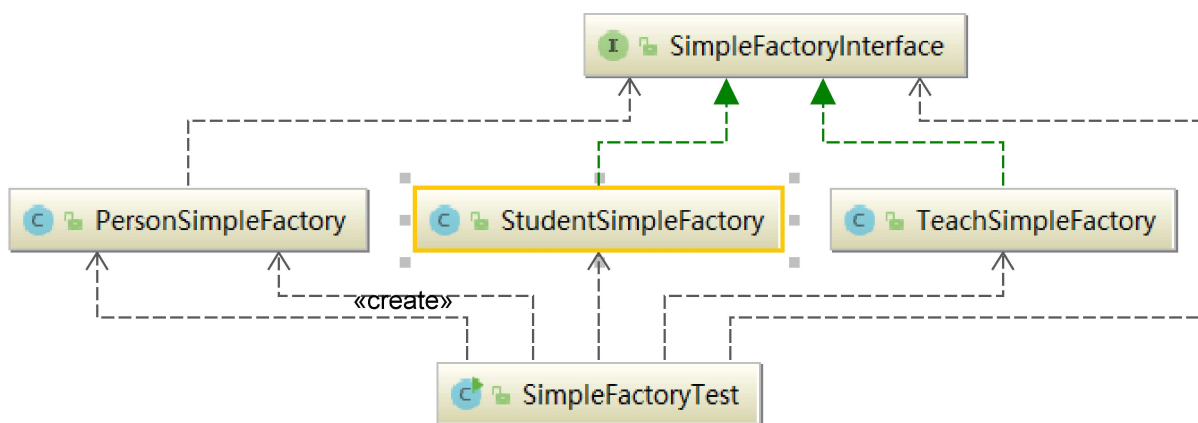 SimpleFactoryInterface
PersonSimpleFactory
StudentSimpleFactory
TeachSimpleFactory
«create»
SimpleFactoryTest